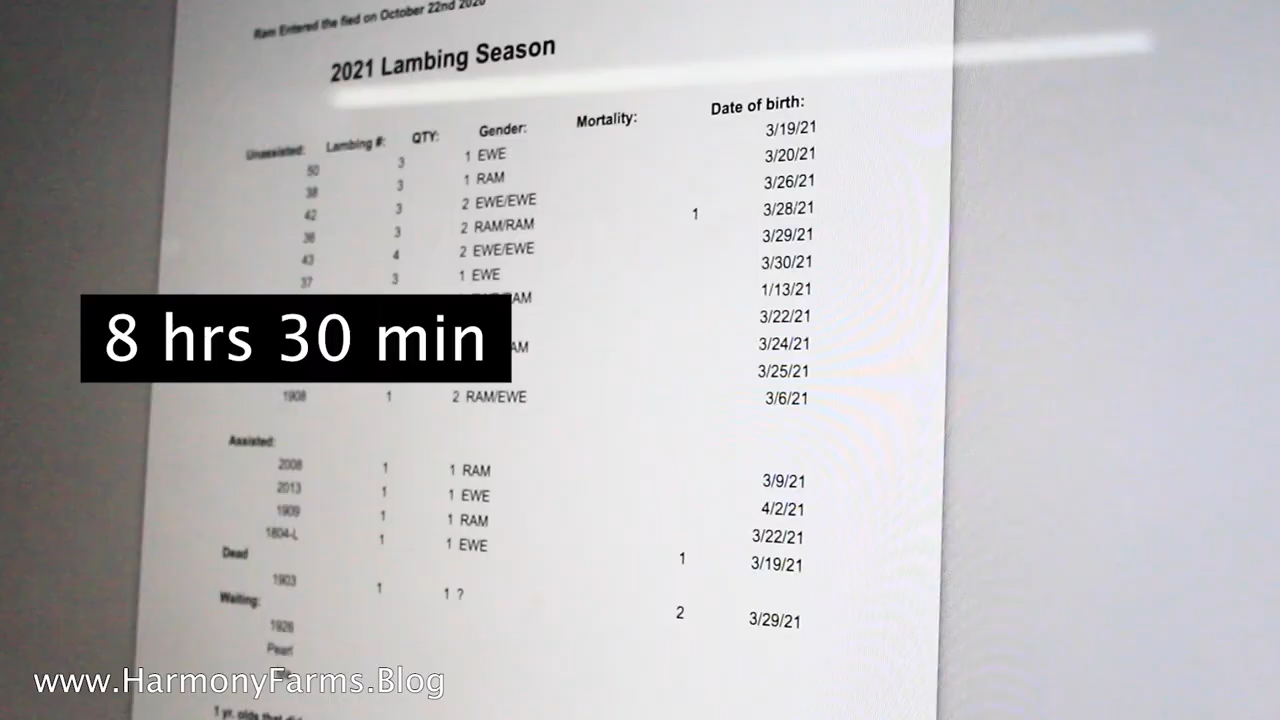 Ram Entered the fied on October 22nd 2020
2021 Lambing Season
Unassisted: Lambing #: QTY: Gender: Mortality: Date of birth:
50 3 1 EWE 3/19/21
38 3 1 RAM 3/20/21
42 3 2 EWE/EWE 3/26/21
36 3 2 RAM/RAM 1 3/28/21
43 4 2 EWE/EWE 3/29/21
37 3 1 EWE 3/30/21
1/13/21
3/22/21
8 hrs 30 min
3/24/21
3/25/21
1908 1 2 RAM/EWE 3/6/21
Assisted:
2008 1 1 RAM 3/9/21
2013 1 1 EWE 4/2/21
1909 1 1 RAM 3/22/21
1804-L 1 1 EWE 1 3/19/21
Dead
1903 1 1 ? 2 3/29/21
Waiting:
1926
Pearl
www.HarmonyFarms.Blog
1 yr. olds that